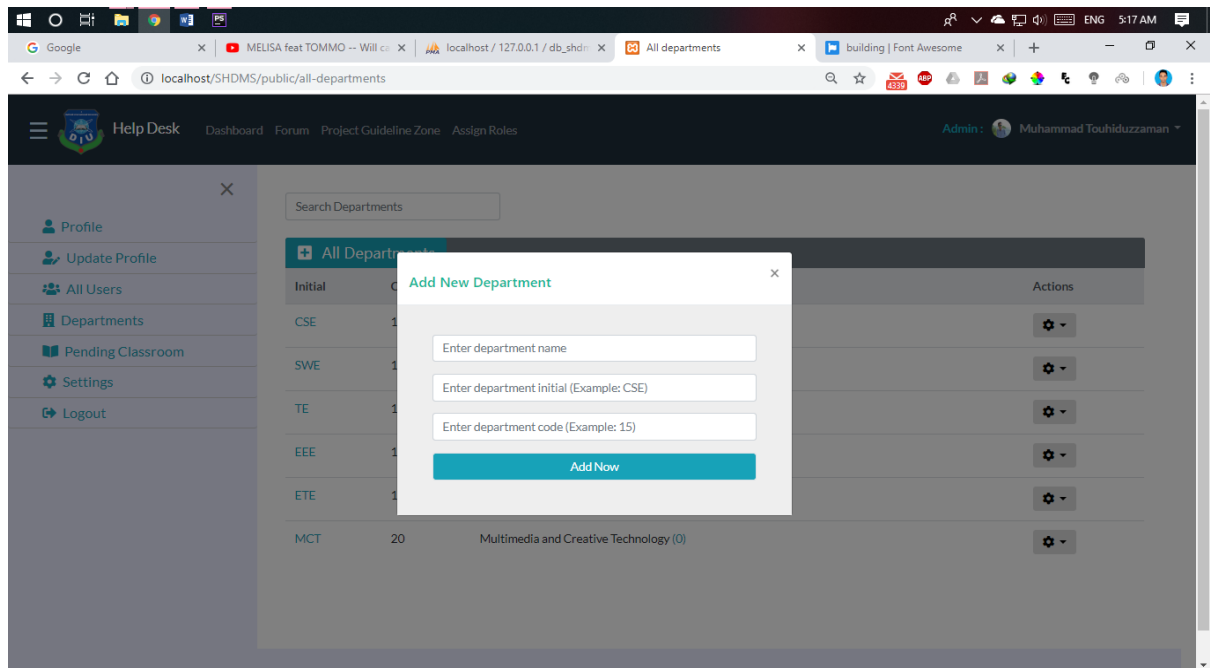 ENG 5:17 AM
Google
MELISA feat TOMMO -- Will ca
localhost / 127.0.0.1 / db_shdm
All departments
building | Font Awesome
localhost/SHDMS/public/all-departments
4339
ABP
DIU
Help Desk
Dashboard Forum Project Guideline Zone Assign Roles
Admin : Muhammad Touhiduzzaman
Profile
Update Profile
All Users
Departments
Pending Classroom
Settings
Logout
Search Departments
All Departments
Initial Actions
CSE
SWE
TE
EEE
ETE
MCT 20 Multimedia and Creative Technology (0)
Add New Department
Enter department name
Enter department initial (Example: CSE)
Enter department code (Example: 15)
Add Now